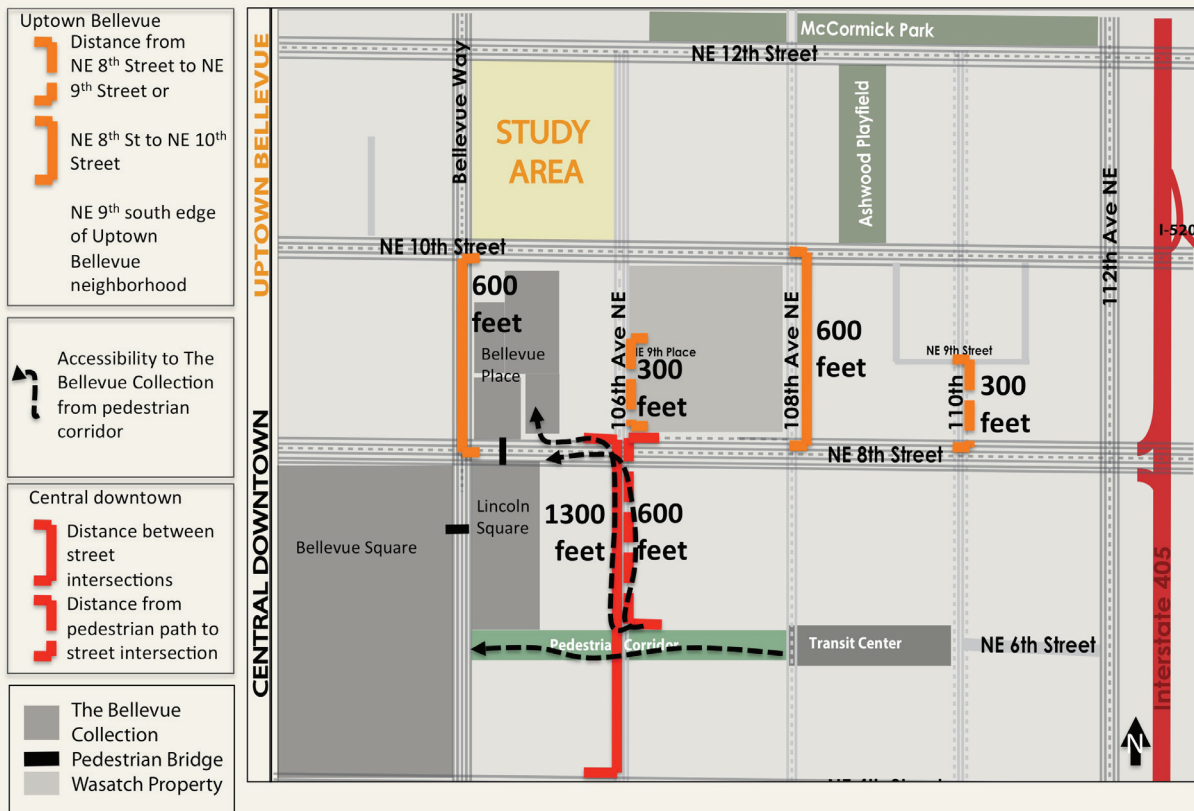 Uptown Bellevue
Distance from
NE 8th Street to NE
9th Street or
NE 8th St to NE 10th
Street
NE 9th south edge
of Uptown
Bellevue
neighborhood
Accessibility to The
Bellevue Collection
from pedestrian
corridor
Central downtown
Distance between
street
intersections
Distance from
pedestrian path to
street intersection
The Bellevue
Collection
Pedestrian Bridge
Wasatch Property
UPTOWN BELLEVUE
CENTRAL DOWNTOWN
McCormick Park
NE 12th Street
Bellevue Way
STUDY
AREA
Ashwood Playfield
112th Ave NE
I-520
NE 10th Street
600
feet
Bellevue
Place
106th Ave NE
NE 9th Place
300
feet
108th Ave NE
600
feet
NE 9th Street
110th
300
feet
NE 8th Street
Lincoln
Square
1300
feet
600
feet
Bellevue Square
Pedestrian Corridor
Transit Center
NE 6th Street
Interstate 405
N